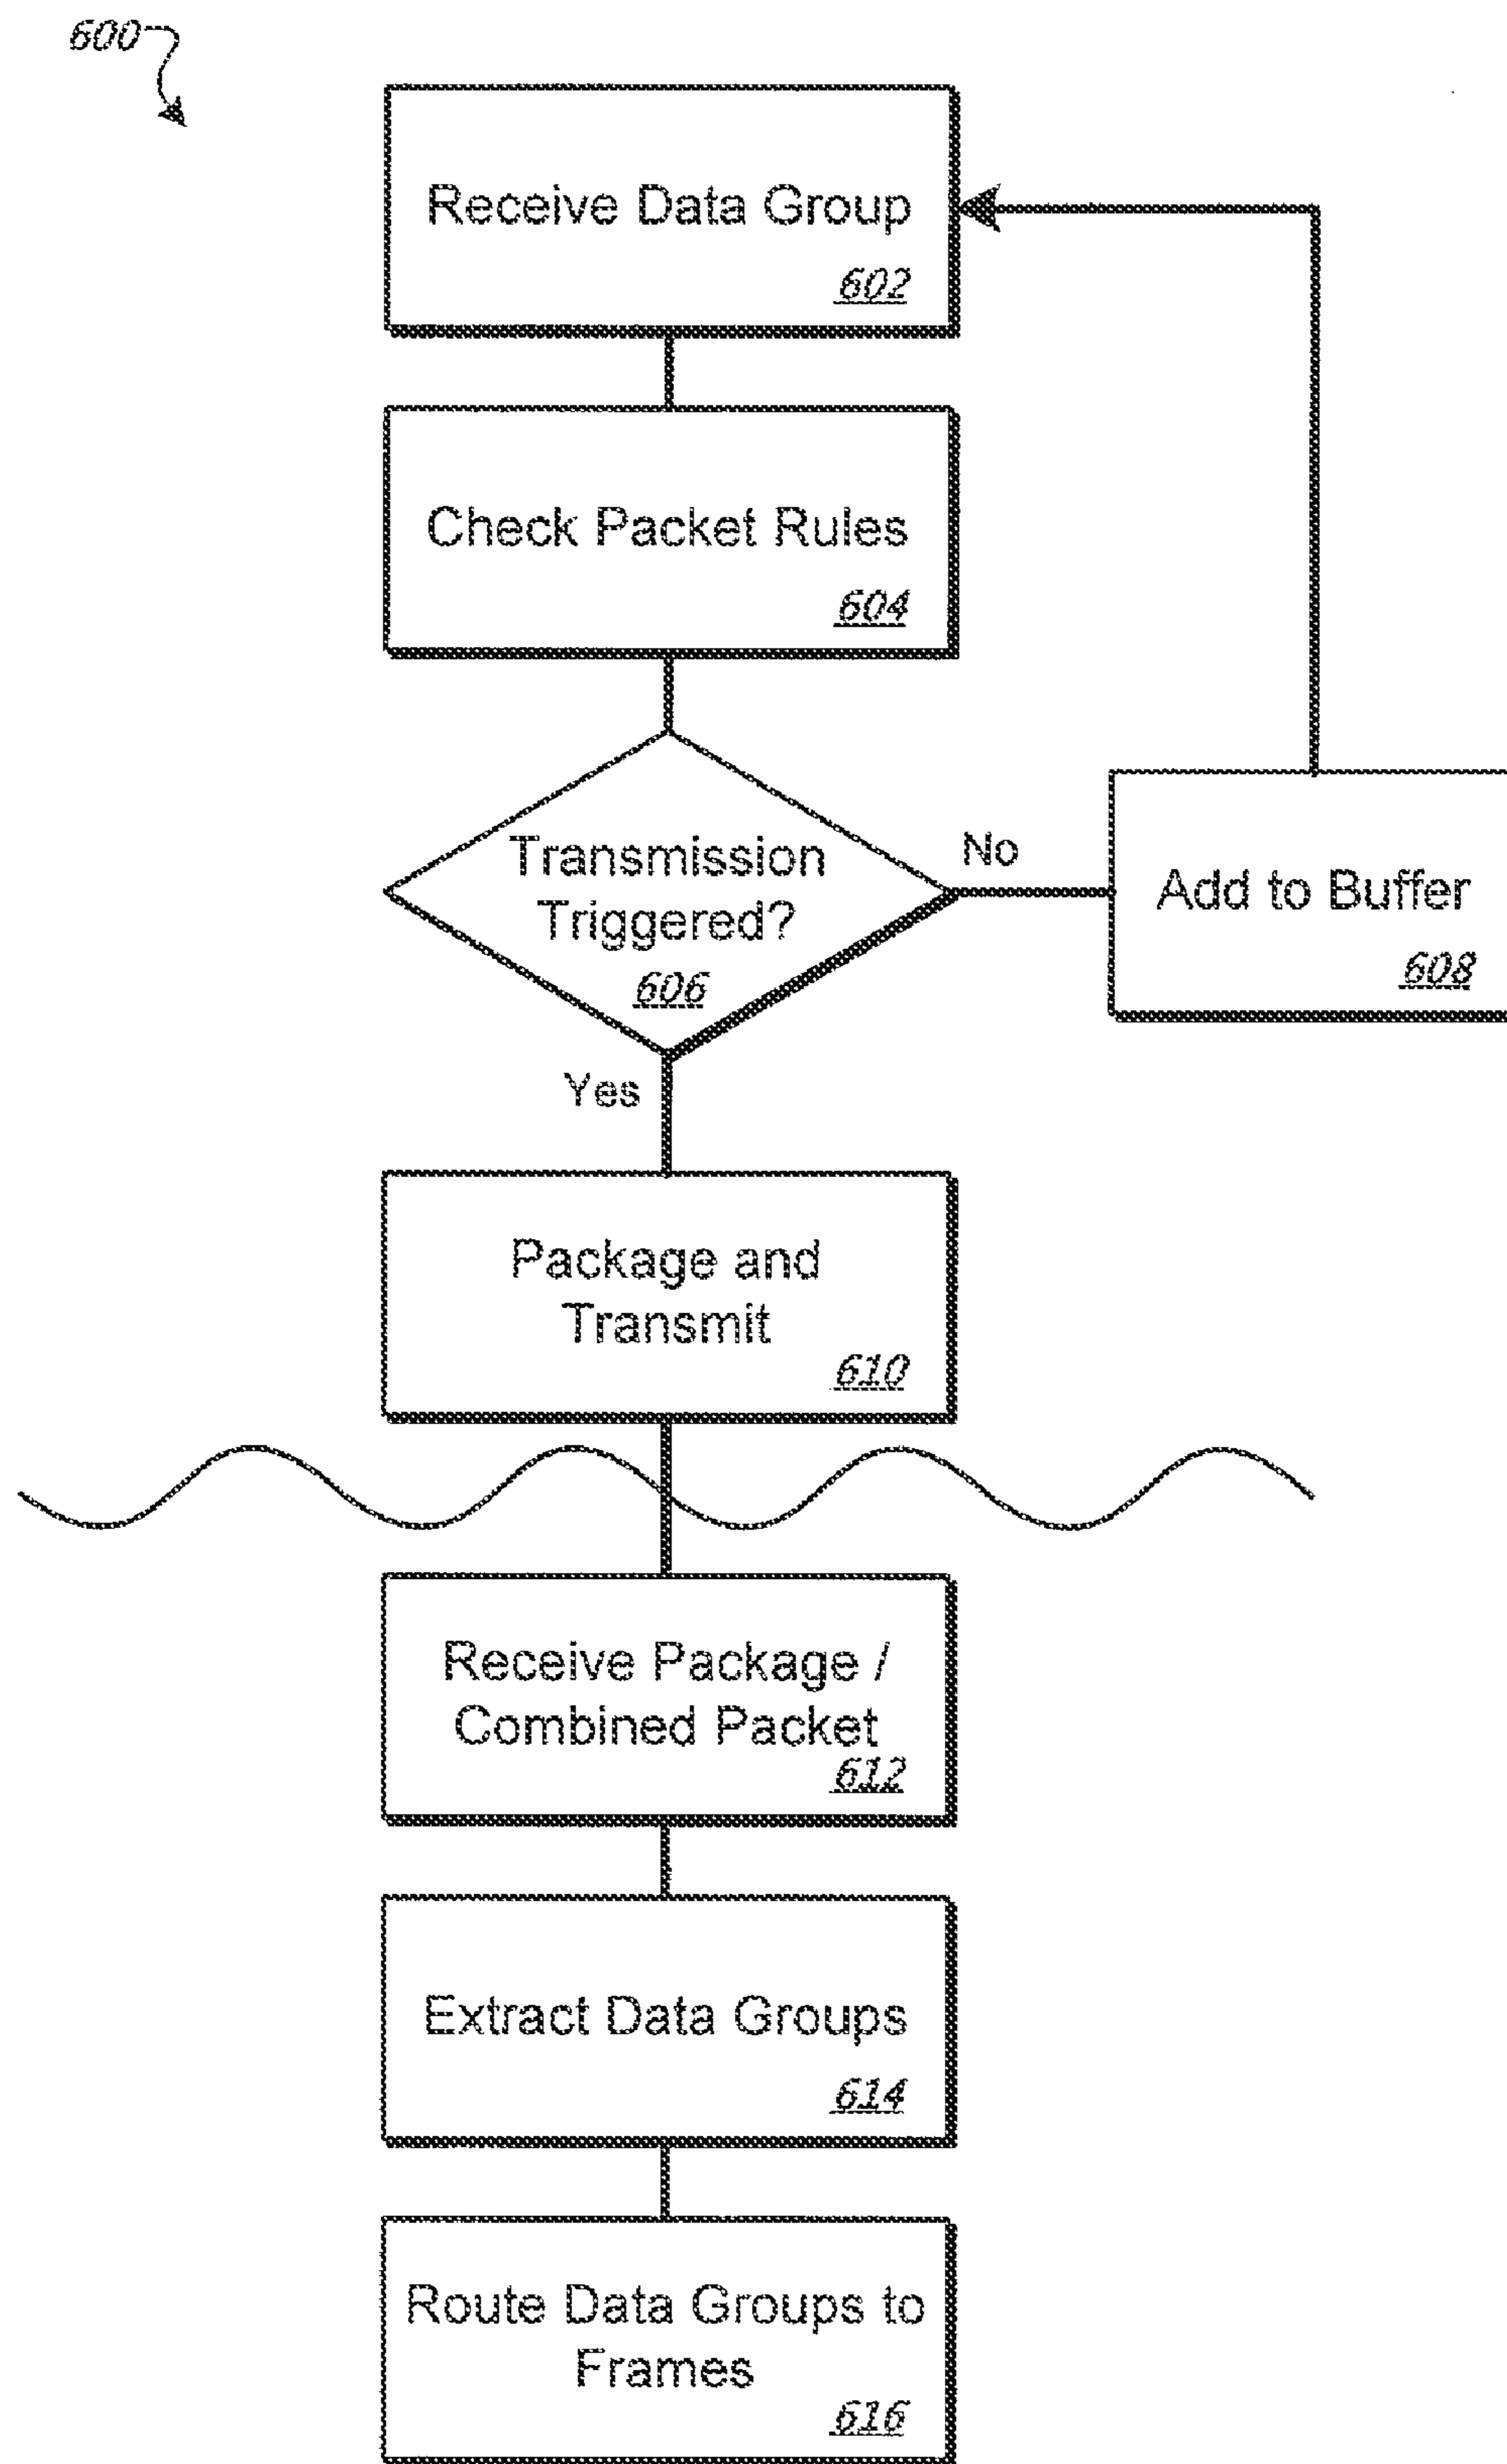 600
Receive Data Group
602
Check Packet Rules
604
Transmission
Triggered?
606
No
Add to Buffer
608
Yes
Package and
Transmit
610
Receive Package /
Combined Packet
612
Extract Data Groups
614
Route Data Groups to
Frames
616